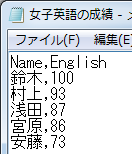 女子英語の成績 -
ファイル(F) 編集(E)
Name,English
鈴木,100
村上,93
浅田,87
宮原,86
安藤,73